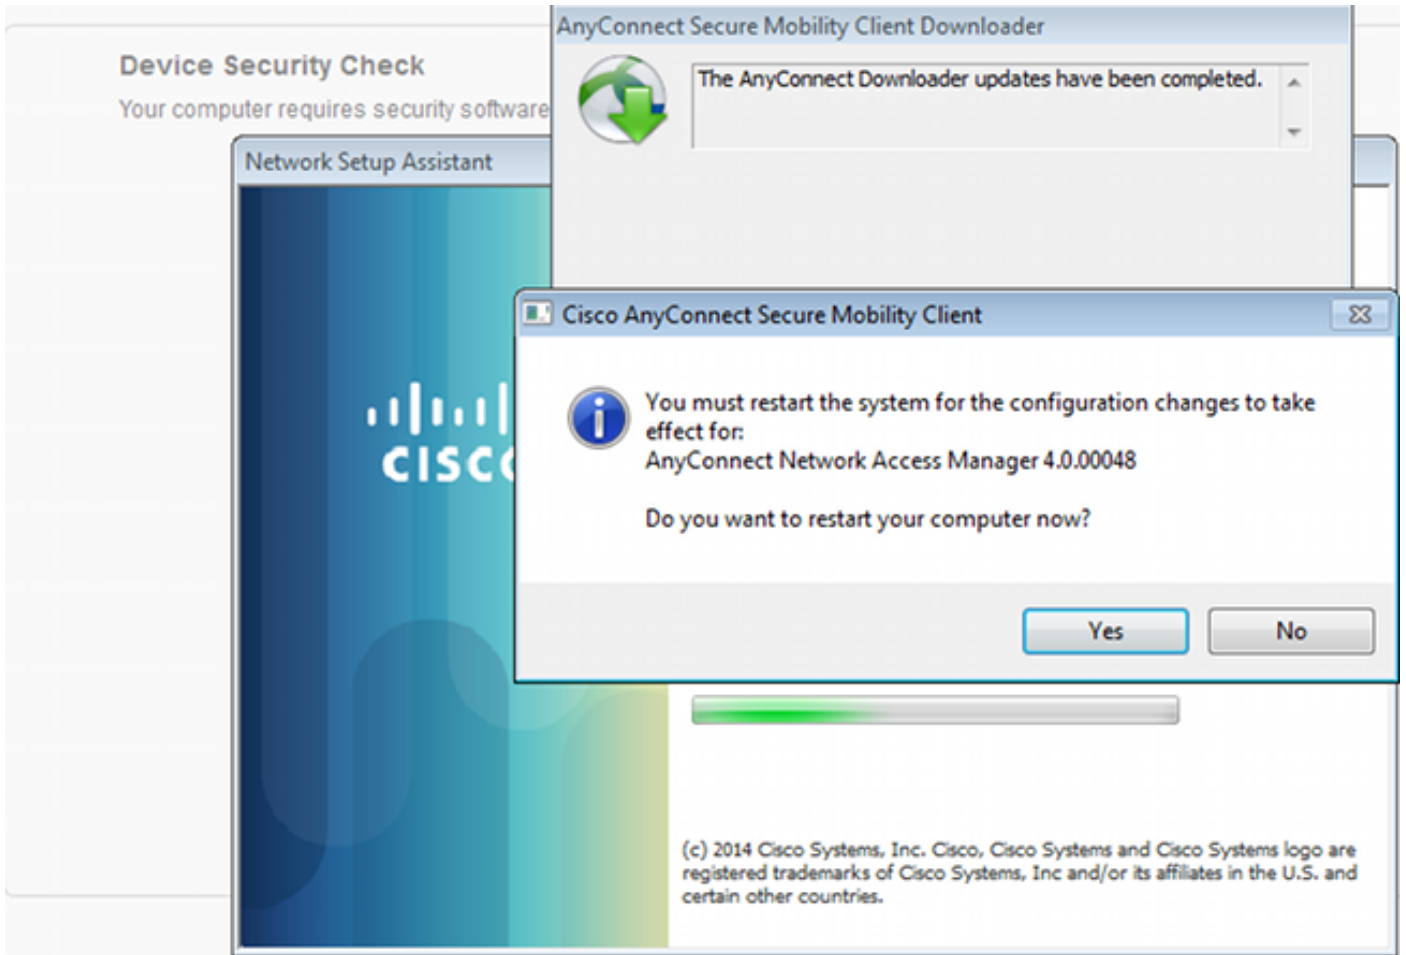 AnyConnect Secure Mobility Client Downloader
Device Security Check
The AnyConnect Downloader updates have been completed.
Your computer requires security software
Network Setup Assistant
Cisco AnyConnect Secure Mobility Client
You must restart the system for the configuration changes to take
effect for:
AnyConnect Network Access Manager 4.0.00048
Do you want to restart your computer now?
CISCO
Yes
No
(c) 2014 Cisco Systems, Inc. Cisco, Cisco Systems and Cisco Systems logo are
registered trademarks of Cisco Systems, Inc and/or its affiliates in the U.S. and
certain other countries.